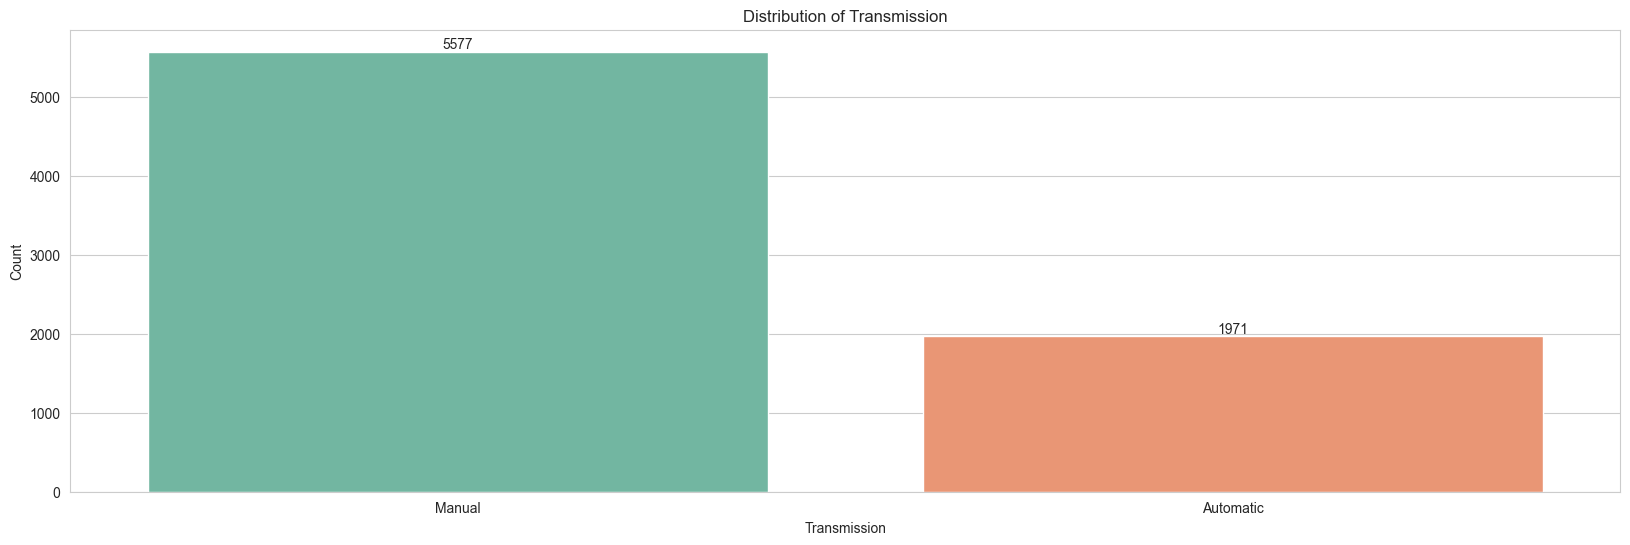 Distribution of Transmission
5577
5000
4000
3000
2000
1971
1000
0
Count
Manual
Automatic
Transmission